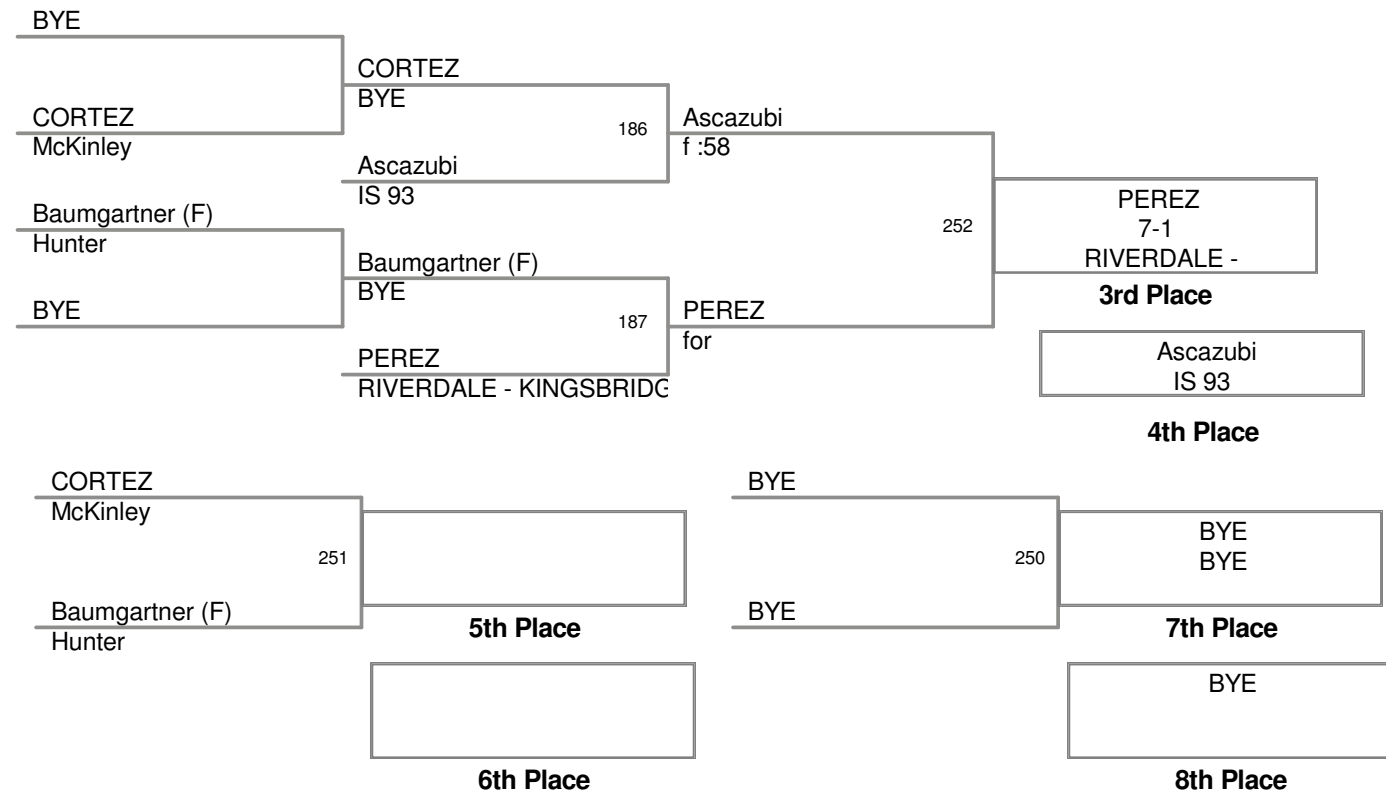 BYE
CORTEZ
McKinley
Baumgartner (F)
Hunter
BYE
CORTEZ
BYE
186
Ascazubi
IS 93
Baumgartner (F)
BYE
187
PEREZ
RIVERDALE - KINGSBRIDG
Ascazubi
f :58
252
PEREZ
for
PEREZ
7-1
RIVERDALE -
3rd Place
Ascazubi
IS 93
4th Place
CORTEZ
McKinley
251
Baumgartner (F)
Hunter
5th Place
6th Place
BYE
250
BYE
BYE
BYE
7th Place
BYE
8th Place